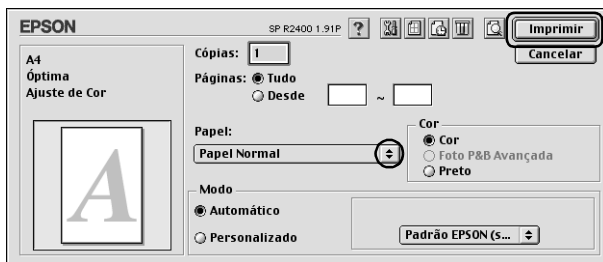 EPSON
SP R2400 1.91P
?
Imprimir
Cancelar
A4
Óptima
Ajuste de Cor
A
Cópias: 1
Páginas: Tudo
Desde ~
Papel:
Papel Normal
Cor
Cor
Foto P&B Avançada
Preto
Modo
Automático
Personalizado
Padrão EPSON (s...